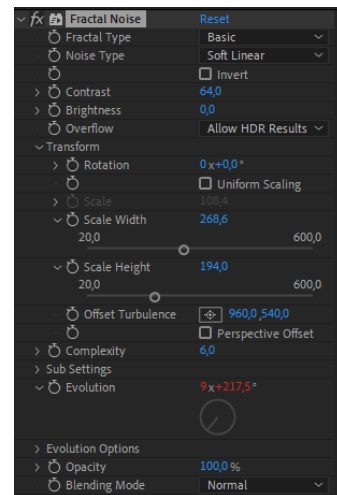 fx Fractal Noise Reset
Fractal Type Basic
Noise Type Soft Linear
Invert
Contrast 64,0
Brightness 0,0
Overflow Allow HDR Results
Transform
Rotation 0x+0,0°
Uniform Scaling
Scale 108,4
Scale Width 268,6
20,0 600,0
Scale Height 194,0
20,0 600,0
Offset Turbulence 960,0,540,0
Perspective Offset
Complexity 6,0
Sub Settings
Evolution 9x+217,5°
Evolution Options
Opacity 100,0%
Blending Mode Normal